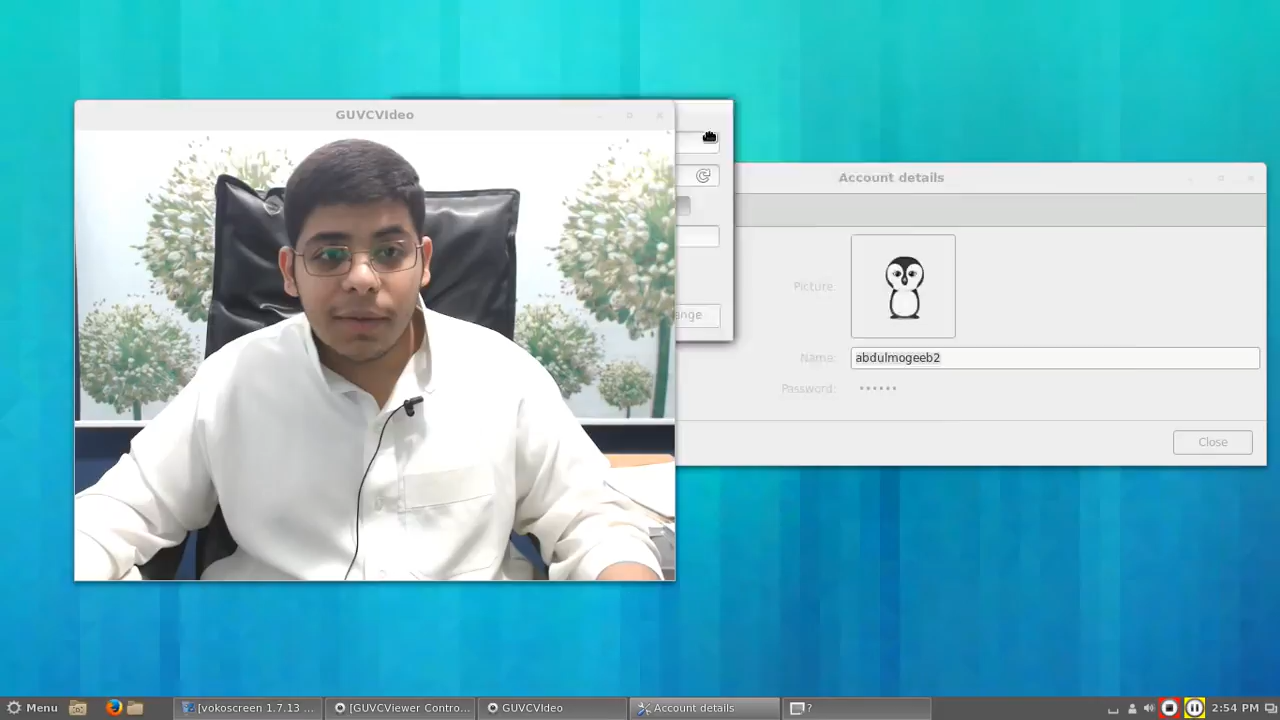 GUVCVIdeo
Account details
ange
Picture:
Name:
abdulmogeeb2
Password:
Close
Menu
[vokoscreen 1.7.13 ...
[GUVCViewer Contro...
GUVCVIdeo
Account details
?
2:54 PM